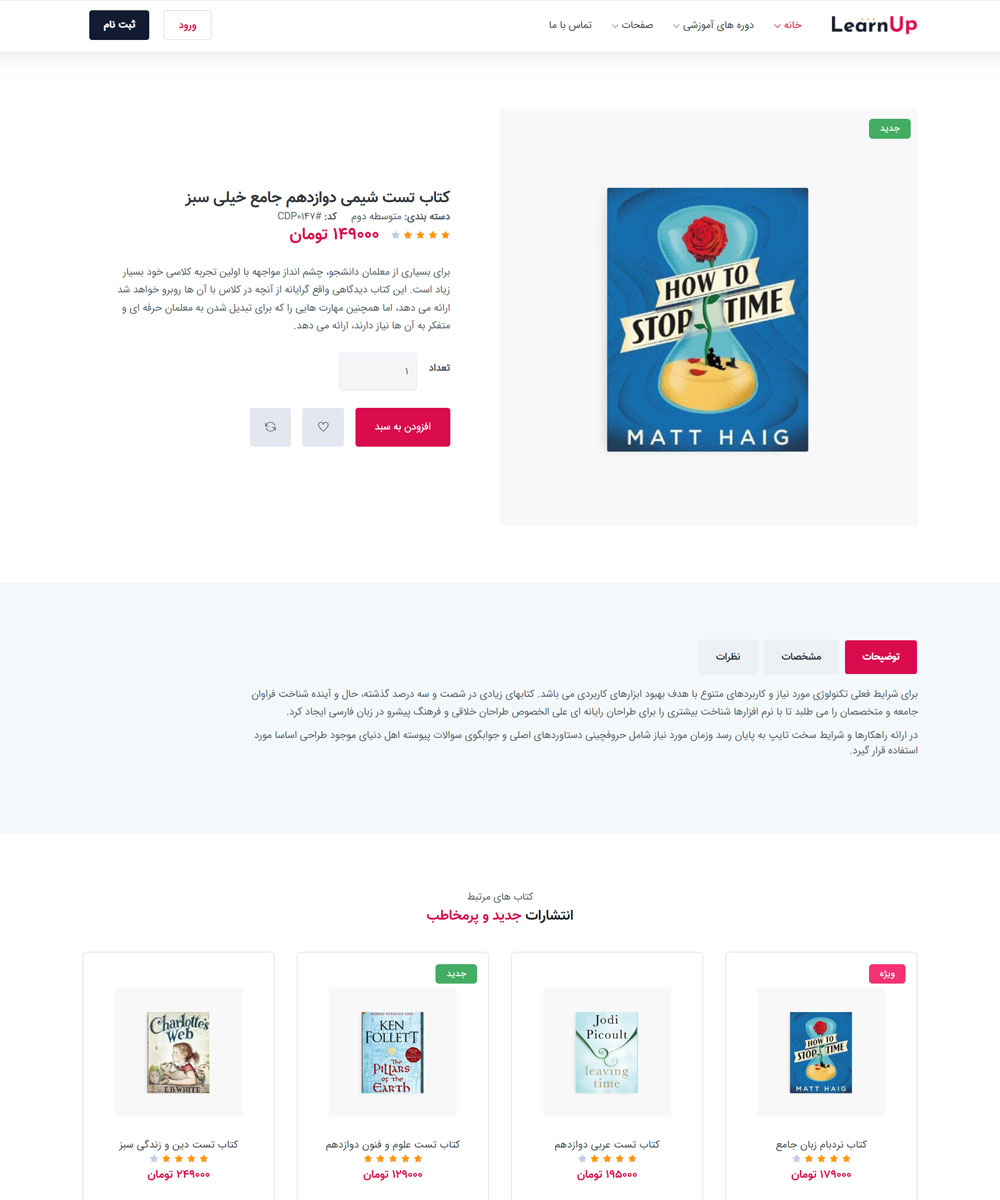 LearnUp
خانه
دوره های آموزشی
صفحات
تماس با ما
ورود
ثبت نام
جدید
HOW TO
STOP TIME
MATT HAIG
کتاب تست شیمی دوازدهم جامع خیلی سبز
دسته بندی: متوسطه دوم کد: #CDP۰۱۴۷
۱۴۹۰۰۰ تومان
برای بسیاری از معلمان دانشجو، چشم انداز مواجهه با اولین تجربه کلاسی خود بسیار
زیاد است. این کتاب دیدگاهی واقع گرایانه از آنچه در کلاس با آن ها روبرو خواهد شد
ارائه می دهد، اما همچنین مهارت هایی را که برای تبدیل شدن به معلمان حرفه ای و
متفکر به آن ها نیاز دارند، ارائه می دهد.
تعداد
۱
افزودن به سبد
توضیحات
مشخصات
نظرات
برای شرایط فعلی تکنولوژی مورد نیاز و کاربردهای متنوع با هدف بهبود ابزارهای کاربردی می باشد. کتابهای زیادی در شصت و سه درصد گذشته، حال و آینده شناخت فراوان
جامعه و متخصصان را می طلبد تا با نرم افزارها شناخت بیشتری را برای طراحان رایانه ای علی الخصوص طراحان خلاقی و فرهنگ پیشرو در زبان فارسی ایجاد کرد.
در ارائه راهکارها و شرایط سخت تایپ به پایان رسد وزمان مورد نیاز شامل حروفچینی دستاوردهای اصلی و جوابگوی سوالات پیوسته اهل دنیای موجود طراحی اساسا مورد
استفاده قرار گیرد.
کتاب های مرتبط
انتشارات جدید و پرمخاطب
ویژه
HOW TO
STOP TIME
MATT HAIG
کتاب نردبام زبان جامع
۱۷۹۰۰۰ تومان
Jodi
Picoult
leaving
time
کتاب تست عربی دوازدهم
۱۹۵۰۰۰ تومان
جدید
KEN
FOLLETT
The
PILLARS
of the
EARTH
کتاب تست علوم و فنون دوازدهم
۱۲۹۰۰۰ تومان
Charlotte's
Web
E.B.WHITE
کتاب تست دین و زندگی سبز
۲۴۹۰۰۰ تومان